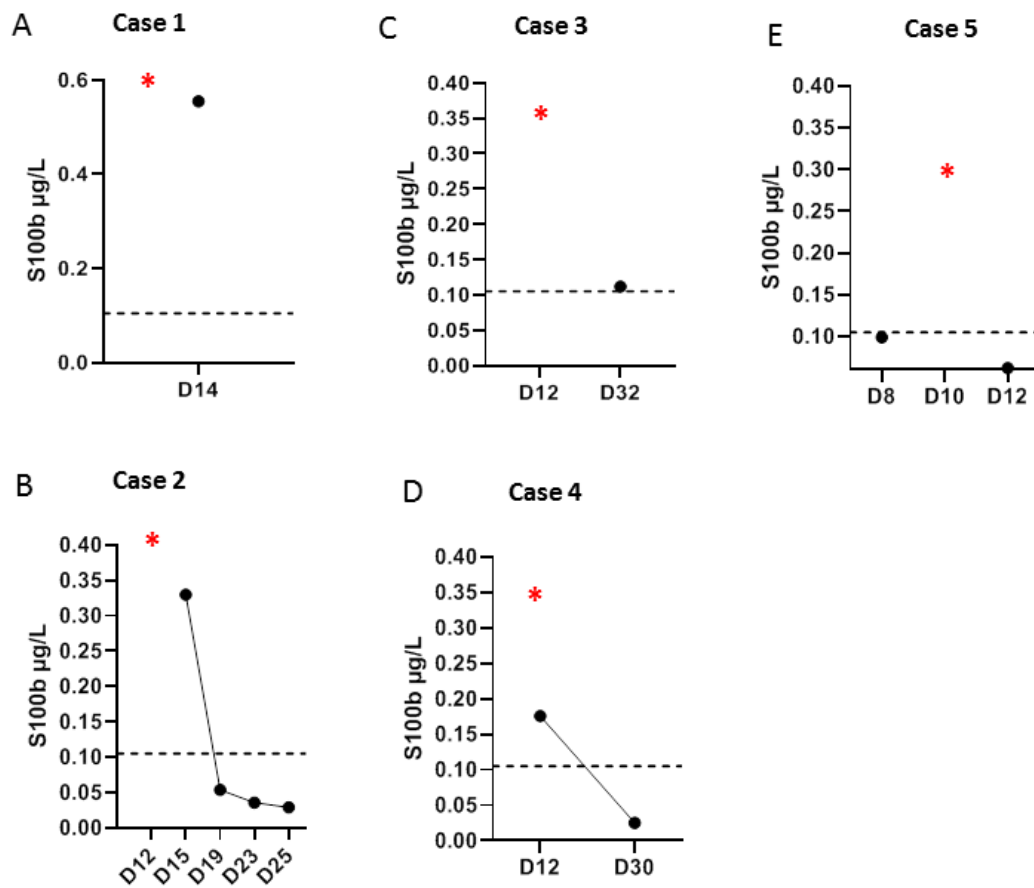 A
Case 1
0.6
0.4
0.2
0.0
S100b µg/L
*
D14
B
Case 2
0.40
0.35
0.30
0.25
0.20
0.15
0.10
0.05
0.00
S100b µg/L
*
D12
D15
D19
D23
D25
C
Case 3
0.40
0.35
0.30
0.25
0.20
0.15
0.10
0.05
0.00
S100b µg/L
*
D12
D32
D
Case 4
0.40
0.35
0.30
0.25
0.20
0.15
0.10
0.05
0.00
S100b µg/L
*
D12
D30
E
Case 5
0.40
0.35
0.30
0.25
0.20
0.15
0.10
S100b µg/L
*
D8
D10
D12